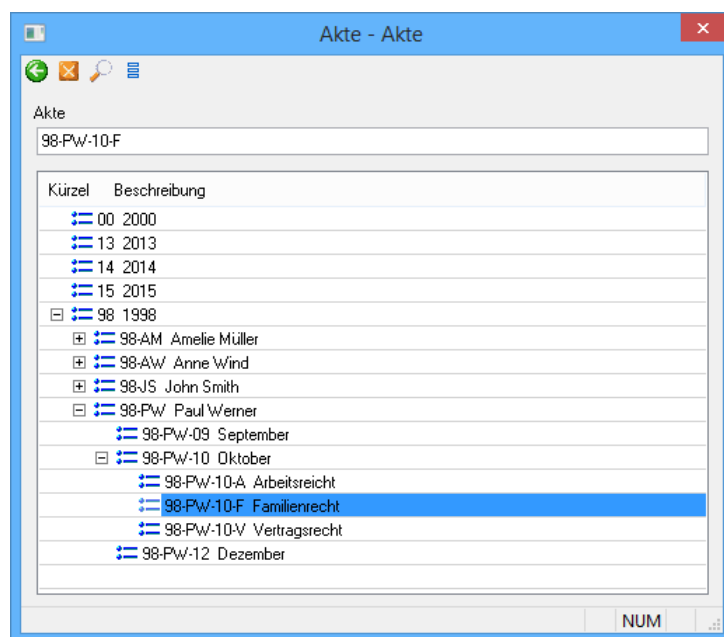 Akte - Akte
Akte
98-PW-10-F
Kürzel Beschreibung
00 2000
13 2013
14 2014
15 2015
98 1998
98-AM Amelie Müller
98-AW Anne Wind
98-JS John Smith
98-PW Paul Werner
98-PW-09 September
98-PW-10 Oktober
98-PW-10-A Arbeitsreicht
98-PW-10-F Familienrecht
98-PW-10-V Vertragsrecht
98-PW-12 Dezember
NUM